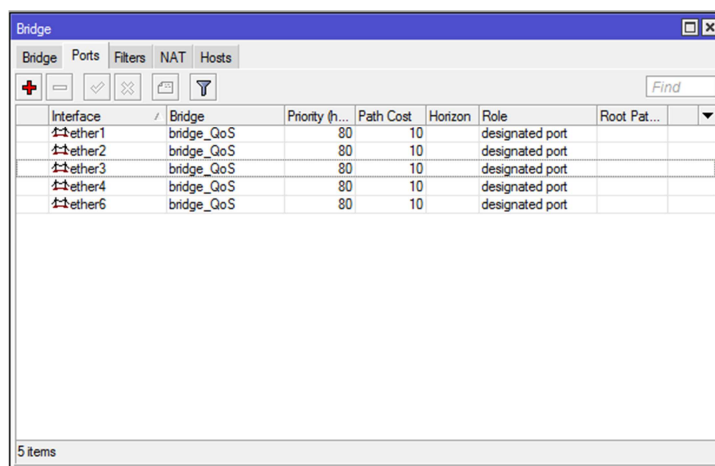 Bridge
Bridge Ports Filters NAT Hosts
Find
Interface / Bridge Priority (h... Path Cost Horizon Role Root Pat...
ether1 bridge_QoS 80 10 designated port
ether2 bridge_QoS 80 10 designated port
ether3 bridge_QoS 80 10 designated port
ether4 bridge_QoS 80 10 designated port
ether6 bridge_QoS 80 10 designated port
5 items